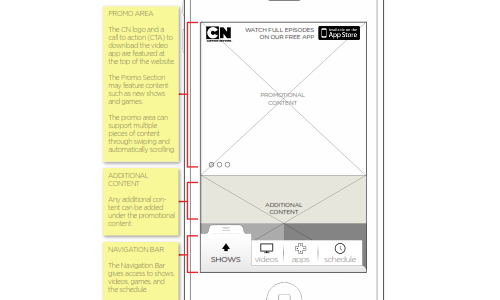 PROMO AREA
The CN logo and a
call to action (CTA) to
download the video
app are featured at
the top of the website.
The Promo Section
may feature content
such as new shows
and games.
The promo area can
support multiple
pieces of content
through swiping and
automatically scrolling.
ADDITIONAL
CONTENT
Any additional con-
tent can be added
under the promotional
content
NAVIGATION BAR
The Navigation Bar
gives access to shows,
videos, games, and
the schedule
CN
WATCH FULL EPISODES
ON OUR FREE APP
Available on the
App Store
PROMOTIONAL
CONTENT
ADDITIONAL
CONTENT
SHOWS
videos
apps
schedule